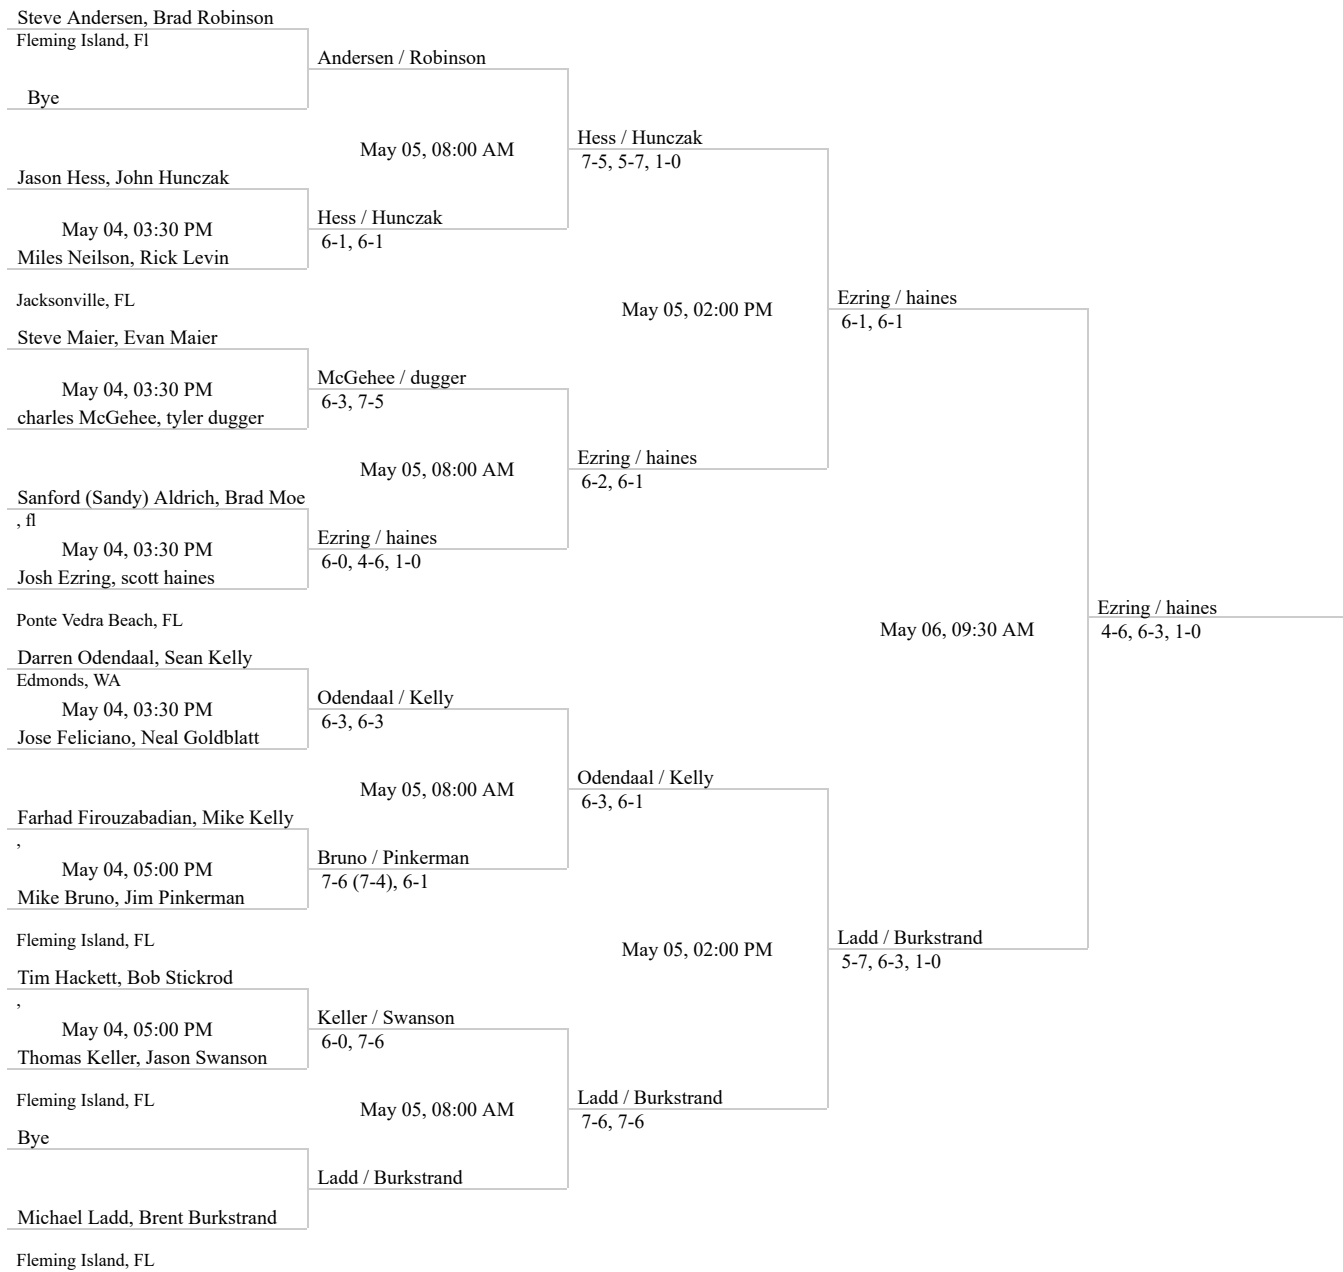 Steve Andersen, Brad Robinson
Fleming Island, Fl
Andersen / Robinson
Bye
Hess / Hunczak
May 05, 08:00 AM
7-5, 5-7, 1-0
Jason Hess, John Hunczak
Hess / Hunczak
May 04, 03:30 PM
6-1, 6-1
Miles Neilson, Rick Levin
Jacksonville, FL
Ezring / haines
May 05, 02:00 PM
6-1, 6-1
Steve Maier, Evan Maier
McGehee / dugger
May 04, 03:30 PM
6-3, 7-5
charles McGehee, tyler dugger
Ezring / haines
May 05, 08:00 AM
6-2, 6-1
Sanford (Sandy) Aldrich, Brad Moe
, fl
Ezring / haines
May 04, 03:30 PM
6-0, 4-6, 1-0
Josh Ezring, scott haines
Ezring / haines
Ponte Vedra Beach, FL
May 06, 09:30 AM
4-6, 6-3, 1-0
Darren Odendaal, Sean Kelly
Edmonds, WA
Odendaal / Kelly
May 04, 03:30 PM
6-3, 6-3
Jose Feliciano, Neal Goldblatt
Odendaal / Kelly
May 05, 08:00 AM
6-3, 6-1
Farhad Firouzabadian, Mike Kelly
,
Bruno / Pinkerman
May 04, 05:00 PM
7-6 (7-4), 6-1
Mike Bruno, Jim Pinkerman
Fleming Island, FL
Ladd / Burkstrand
May 05, 02:00 PM
5-7, 6-3, 1-0
Tim Hackett, Bob Stickrod
,
Keller / Swanson
May 04, 05:00 PM
6-0, 7-6
Thomas Keller, Jason Swanson
Fleming Island, FL
Ladd / Burkstrand
May 05, 08:00 AM
7-6, 7-6
Bye
Ladd / Burkstrand
Michael Ladd, Brent Burkstrand
Fleming Island, FL